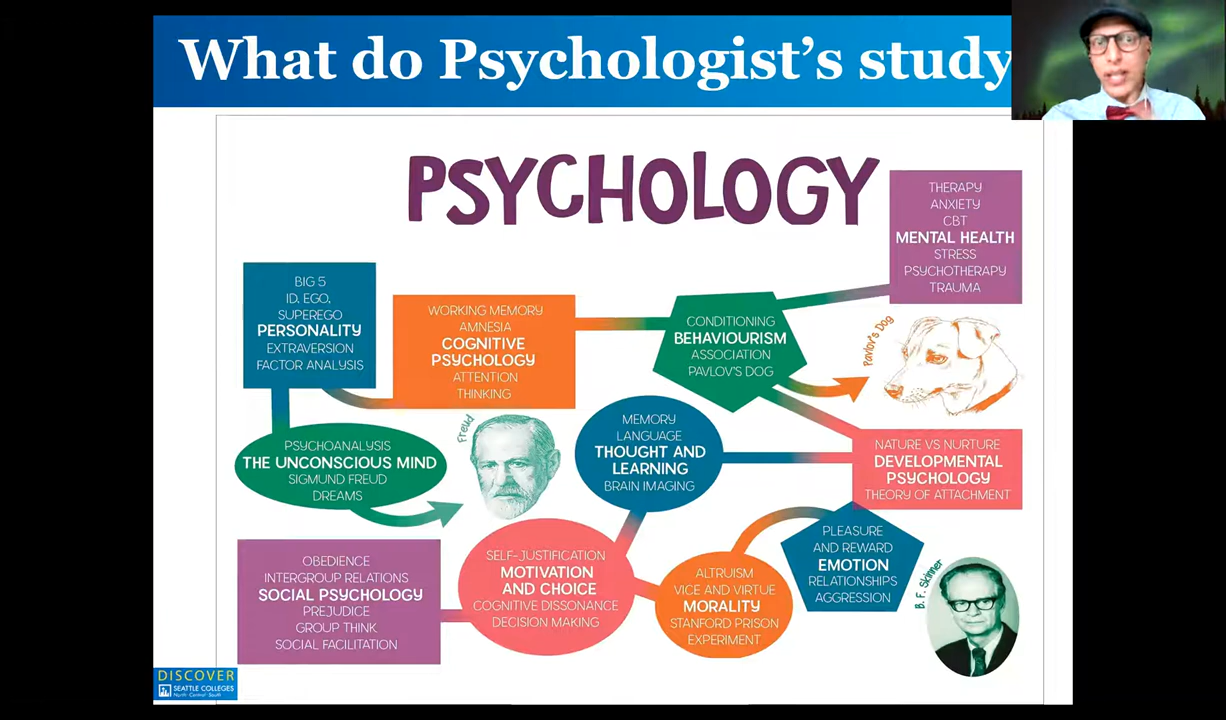 What do Psychologist's study
PSYCHOLOGY
THERAPY
ANXIETY
CBT
MENTAL HEALTH
STRESS
PSYCHOTHERAPY
TRAUMA
BIG 5
ID, EGO,
SUPEREGO
PERSONALITY
EXTRAVERSION
FACTOR ANALYSIS
WORKING MEMORY
AMNESIA
COGNITIVE
PSYCHOLOGY
ATTENTION
THINKING
CONDITIONING
BEHAVIOURISM
ASSOCIATION
PAVLOV'S DOG
Pavlov's Dog
PSYCHOANALYSIS
THE UNCONSCIOUS MIND
SIGMUND FREUD
DREAMS
Freud
MEMORY
LANGUAGE
THOUGHT AND
LEARNING
BRAIN IMAGING
NATURE VS NURTURE
DEVELOPMENTAL
PSYCHOLOGY
THEORY OF ATTACHMENT
OBEDIENCE
INTERGROUP RELATIONS
SOCIAL PSYCHOLOGY
PREJUDICE
GROUP THINK
SOCIAL FACILITATION
SELF-JUSTIFICATION
MOTIVATION
AND CHOICE
COGNITIVE DISSONANCE
DECISION MAKING
ALTRUISM
VICE AND VIRTUE
MORALITY
STANFORD PRISON
EXPERIMENT
PLEASURE
AND REWARD
EMOTION
RELATIONSHIPS
AGGRESSION
B. F. Skinner
DISCOVER
SEATTLE COLLEGES
North·Central·South